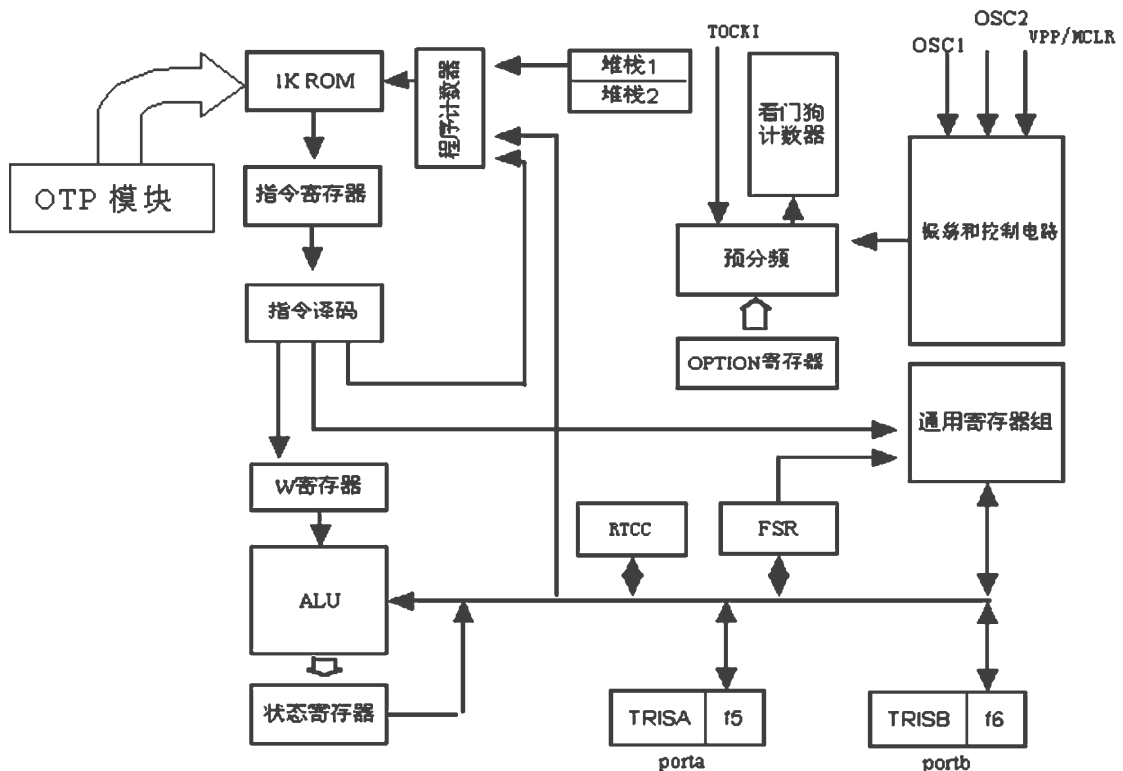 OSC2
TOCKI
OSC1
VPP/MCLR
1K ROM
程序计数器
堆栈1
堆栈2
看门狗
计数器
OTP 模块
指令寄存器
振荡和控制电路
预分频
指令译码
OPTION寄存器
通用寄存器组
W寄存器
RTCC
FSR
ALU
状态寄存器
TRISA
f5
TRISB
f6
porta
portb